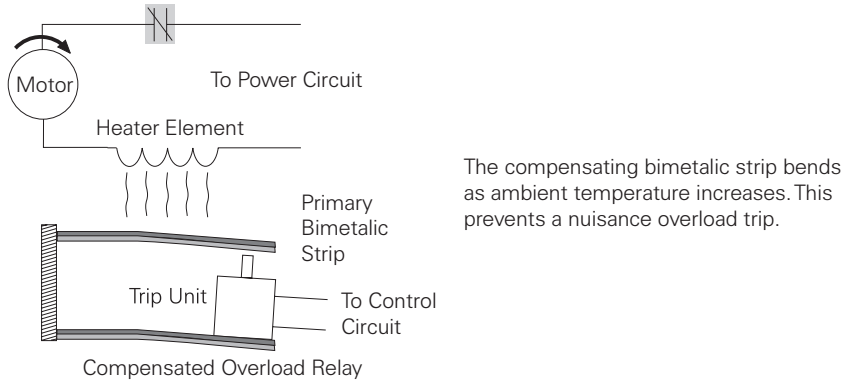 Motor
To Power Circuit
Heater Element
Primary
Bimetalic
Strip
Trip Unit
To Control
Circuit
Compensated Overload Relay
The compensating bimetalic strip bends
as ambient temperature increases. This
prevents a nuisance overload trip.